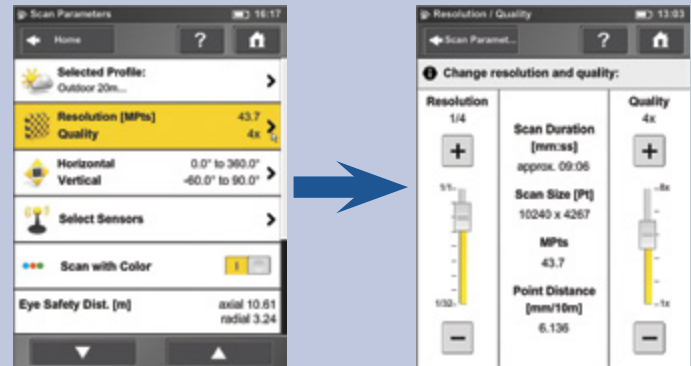 Scan Parameters 16:17
Home ?
Selected Profile:
Outdoor 20m...
Resolution [MPts] 43.7
Quality 4x
Horizontal 0.0° to 360.0°
Vertical -60.0° to 90.0°
Select Sensors
Scan with Color
Eye Safety Dist. [m] axial 10.61
radial 3.24
Resolution / Quality 13:03
Scan Paramet... ?
Change resolution and quality:
Resolution
1/4
+
1/1
1/32
−
Scan Duration
[mm:ss]
approx. 09:06
Scan Size [Pt]
10240 x 4267
MPts
43.7
Point Distance
[mm/10m]
6.136
Quality
4x
+
8x
1x
−